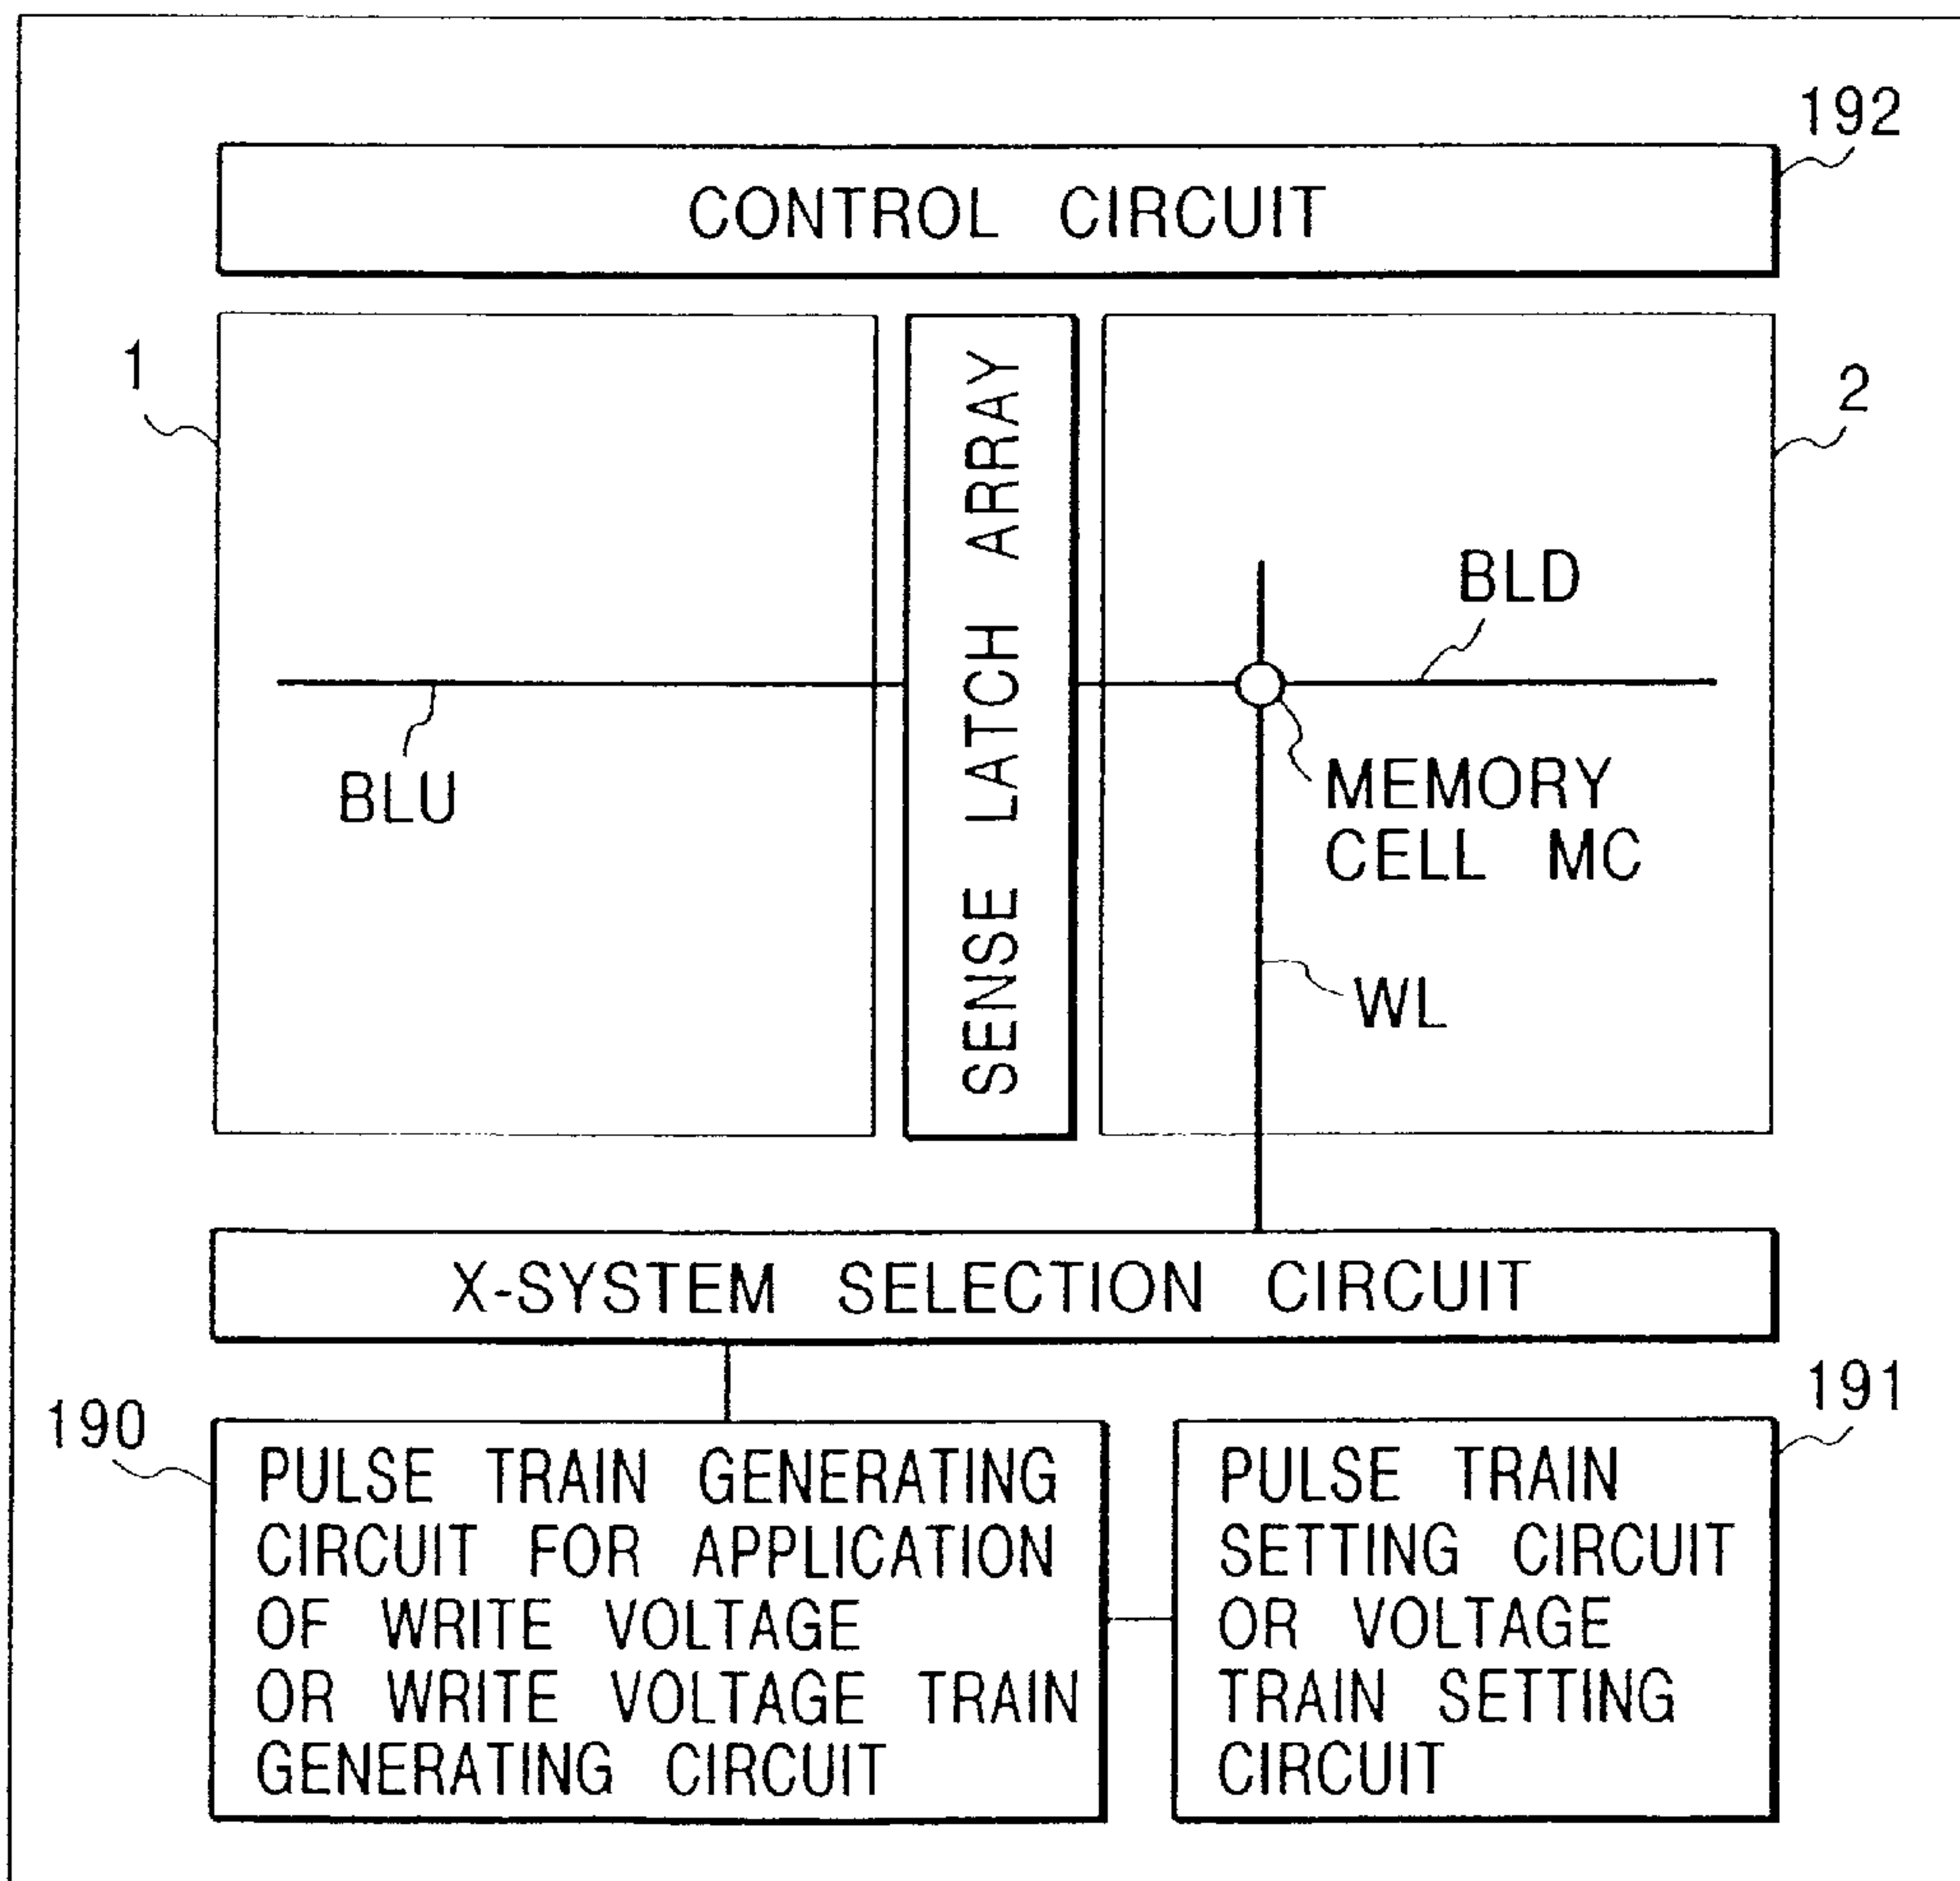 192
CONTROL CIRCUIT
1
2
SENSE LATCH ARRAY
BLD
BLU
MEMORY
CELL MC
WL
X-SYSTEM SELECTION CIRCUIT
190
191
PULSE TRAIN GENERATING
CIRCUIT FOR APPLICATION
OF WRITE VOLTAGE
OR WRITE VOLTAGE TRAIN
GENERATING CIRCUIT
PULSE TRAIN
SETTING CIRCUIT
OR VOLTAGE
TRAIN SETTING
CIRCUIT